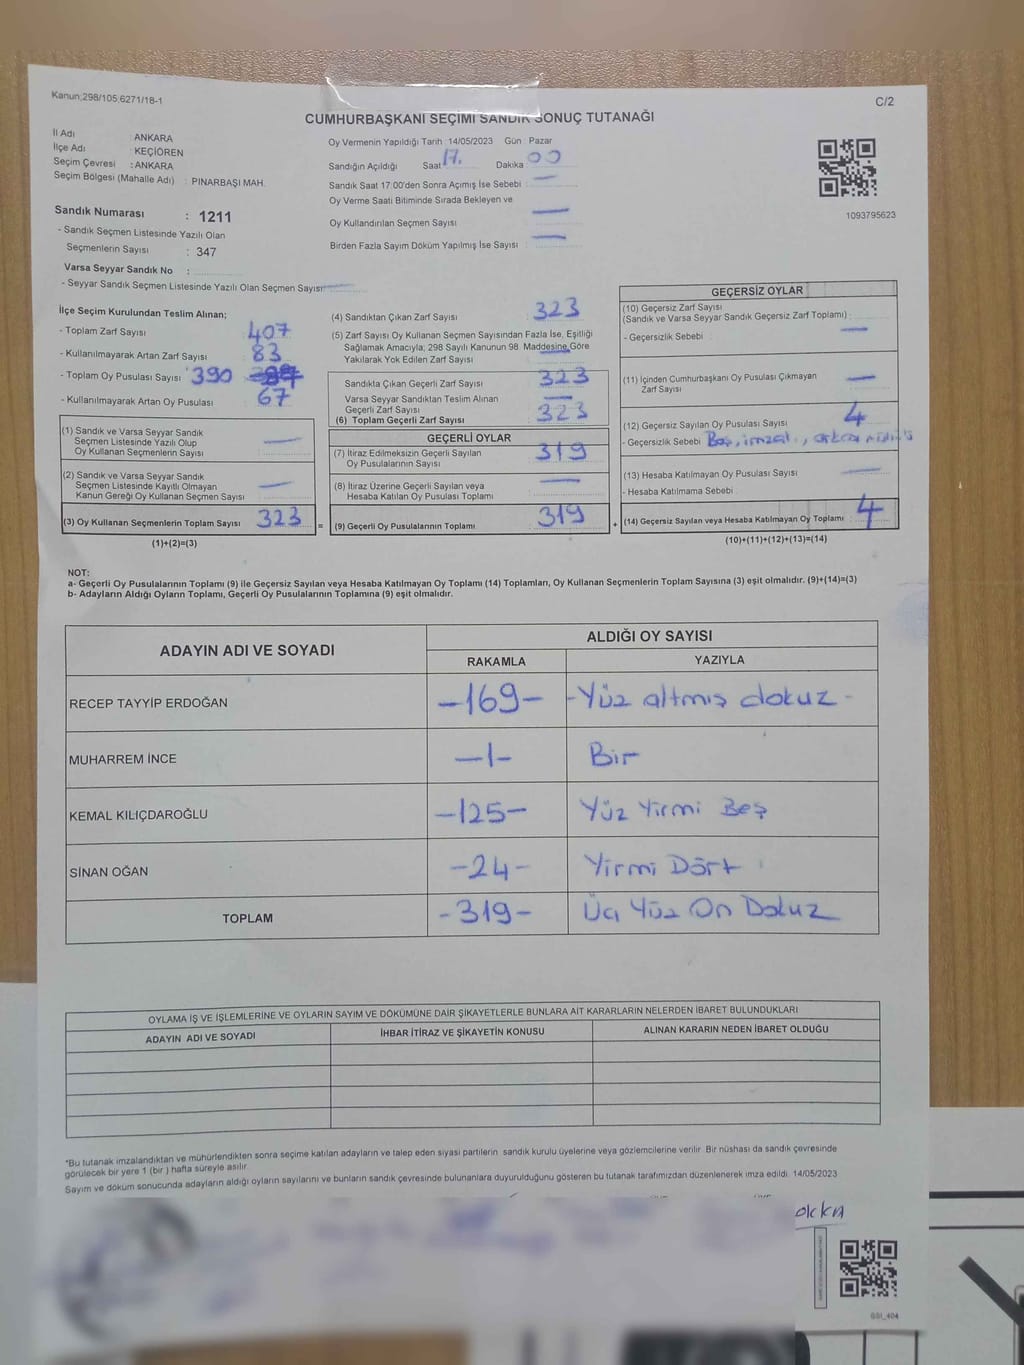 Kanun;298/105;6271/18-1
C/2
CUMHURBAŞKANI SEÇİMİ SANDIK SONUÇ TUTANAĞI
İl Adı ANKARA
İlçe Adı : KEÇİÖREN
Seçim Çevresi : ANKARA
Seçim Bölgesi (Mahalle Adı) : PINARBAŞI MAH.
Oy Vermenin Yapıldığı Tarih : 14/05/2023 Gün : Pazar
Sandığın Açıldığı Saat 17. Dakika 00
Sandık Saat 17:00'den Sonra Açımış İse Sebebi : —
Oy Verme Saati Bitiminde Sırada Bekleyen ve
Oy Kullandırılan Seçmen Sayısı —
Birden Fazla Sayım Döküm Yapılmış İse Sayısı : —
1093795623
Sandık Numarası : 1211
- Sandık Seçmen Listesinde Yazılı Olan
Seçmenlerin Sayısı : 347
Varsa Seyyar Sandık No :
- Seyyar Sandık Seçmen Listesinde Yazılı Olan Seçmen Sayısı: —
İlçe Seçim Kurulundan Teslim Alınan;
- Toplam Zarf Sayısı 407
- Kullanılmayarak Artan Zarf Sayısı 83
- Toplam Oy Pusulası Sayısı 390
- Kullanılmayarak Artan Oy Pusulası 67
(1) Sandık ve Varsa Seyyar Sandık
Seçmen Listesinde Yazılı Olup
Oy Kullanan Seçmenlerin Sayısı —
(2) Sandık ve Varsa Seyyar Sandık
Seçmen Listesinde Kayıtlı Olmayan
Kanun Gereği Oy Kullanan Seçmen Sayısı —
(3) Oy Kullanan Seçmenlerin Toplam Sayısı 323 =
(1)+(2)=(3)
(4) Sandıktan Çıkan Zarf Sayısı 323
(5) Zarf Sayısı Oy Kullanan Seçmen Sayısından Fazla İse, Eşitliği
Sağlamak Amacıyla; 298 Sayılı Kanunun 98. Maddesine Göre
Yakılarak Yok Edilen Zarf Sayısı —
Sandıkta Çıkan Geçerli Zarf Sayısı 323
Varsa Seyyar Sandıktan Teslim Alınan
Geçerli Zarf Sayısı —
(6) Toplam Geçerli Zarf Sayısı 323
GEÇERLİ OYLAR
(7) İtiraz Edilmeksizin Geçerli Sayılan
Oy Pusulalarının Sayısı 319
(8) İtiraz Üzerine Geçerli Sayılan veya
Hesaba Katılan Oy Pusulası Toplamı —
(9) Geçerli Oy Pusulalarının Toplamı 319 +
GEÇERSİZ OYLAR
(10) Geçersiz Zarf Sayısı
(Sandık ve Varsa Seyyar Sandık Geçersiz Zarf Toplamı) :
- Geçersizlik Sebebi : —
(11) İçinden Cumhurbaşkanı Oy Pusulası Çıkmayan
Zarf Sayısı —
(12) Geçersiz Sayılan Oy Pusulası Sayısı 4
- Geçersizlik Sebebi Boş, imzalı,
(13) Hesaba Katılmayan Oy Pusulası Sayısı —
- Hesaba Katılmama Sebebi :
(14) Geçersiz Sayılan veya Hesaba Katılmayan Oy Toplamı 4
(10)+(11)+(12)+(13)=(14)
NOT:
a- Geçerli Oy Pusulalarının Toplamı (9) ile Geçersiz Sayılan veya Hesaba Katılmayan Oy Toplamı (14) Toplamları, Oy Kullanan Seçmenlerin Toplam Sayısına (3) eşit olmalıdır. (9)+(14)=(3)
b- Adayların Aldığı Oyların Toplamı, Geçerli Oy Pusulalarının Toplamına (9) eşit olmalıdır.
ADAYIN ADI VE SOYADI
ALDIĞI OY SAYISI
RAKAMLA YAZIYLA
RECEP TAYYİP ERDOĞAN -169- -Yüz altmış dokuz-
MUHARREM İNCE -1- Bir
KEMAL KILIÇDAROĞLU -125- Yüz Yirmi Beş
SİNAN OĞAN -24- Yirmi Dört
TOPLAM -319- Üç Yüz On Dokuz
OYLAMA İŞ VE İŞLEMLERİNE VE OYLARIN SAYIM VE DÖKÜMÜNE DAİR ŞİKAYETLERLE BUNLARA AİT KARARLARIN NELERDEN İBARET BULUNDUKLARI
ADAYIN ADI VE SOYADI İHBAR İTİRAZ VE ŞİKAYETİN KONUSU ALINAN KARARIN NEDEN İBARET OLDUĞU
*Bu tutanak imzalandıktan ve mühürlendikten sonra seçime katılan adayların ve talep eden siyasi partilerin sandık kurulu üyelerine veya gözlemcilerine verilir. Bir nüshası da sandık çevresinde
görülecek bir yere 1 (bir ) hafta süreyle asılır.
Sayım ve döküm sonucunda adayların aldığı oyların sayılarını ve bunların sandık çevresinde bulunanlara duyurulduğunu gösteren bu tutanak tarafımızdan düzenlenerek imza edildi. 14/05/2023
GSI_404